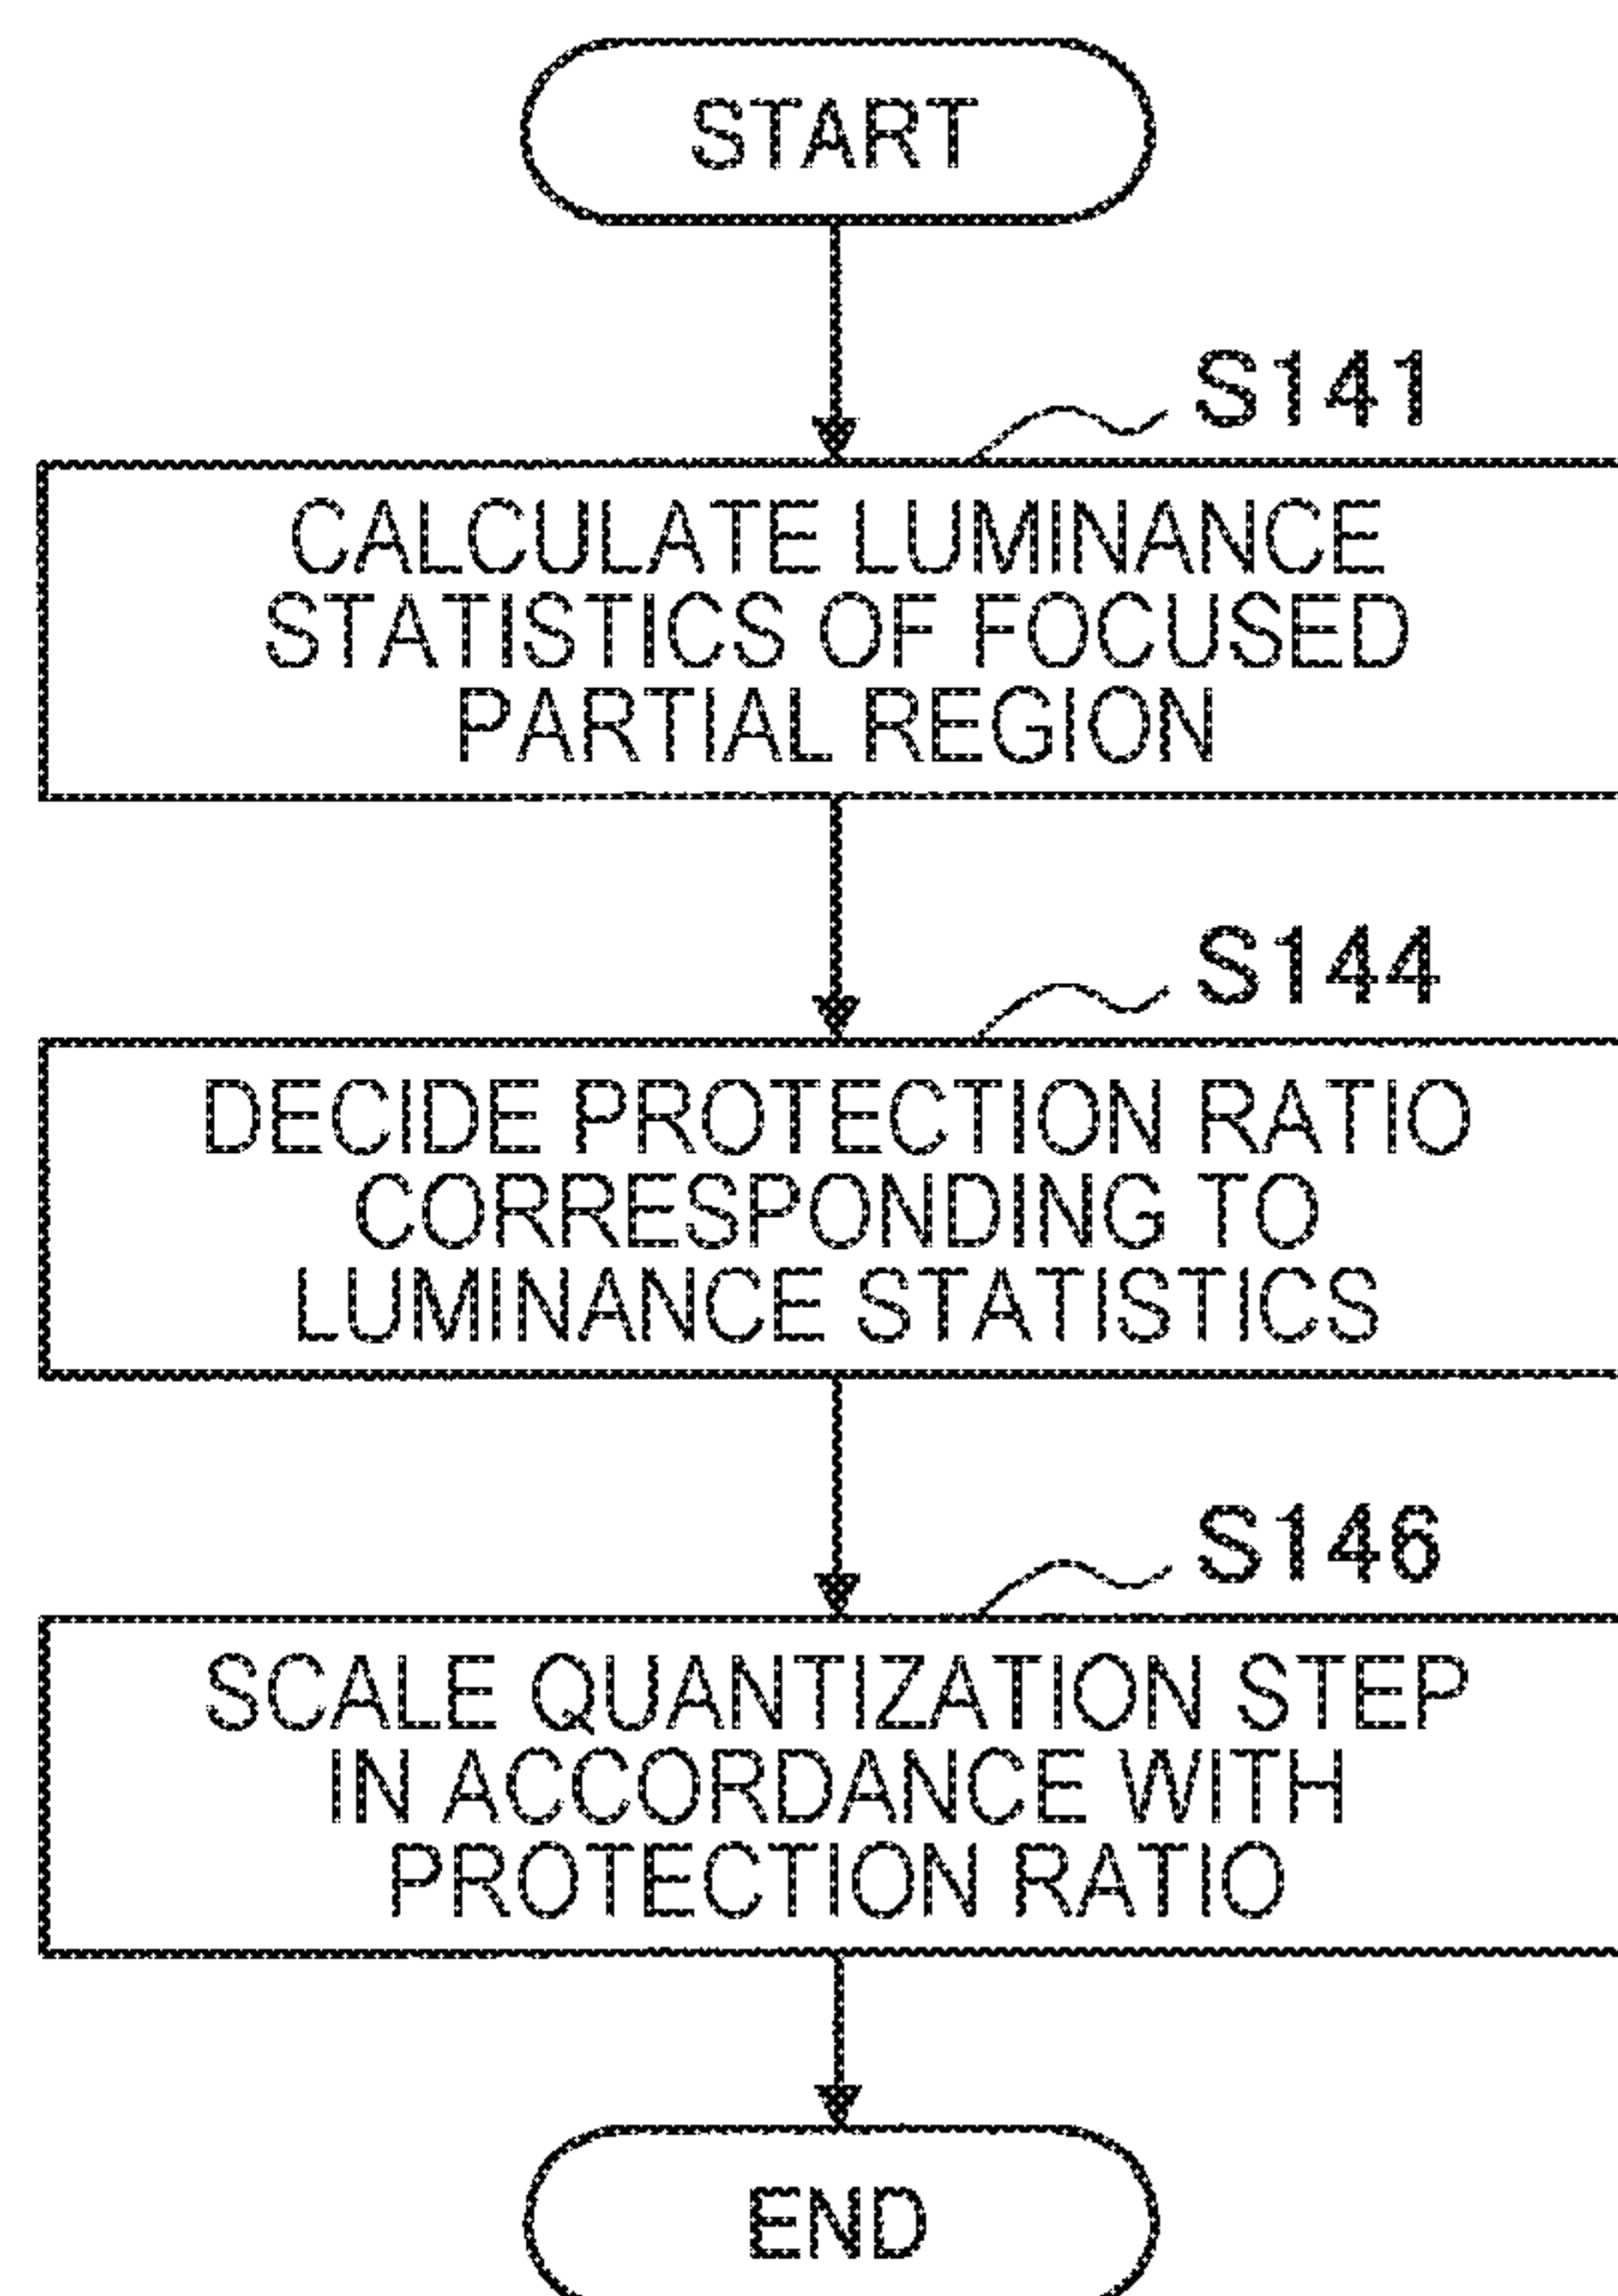 START
S141
CALCULATE LUMINANCE
STATISTICS OF FOCUSED
PARTIAL REGION
S144
DECIDE PROTECTION RATIO
CORRESPONDING TO
LUMINANCE STATISTICS
S146
SCALE QUANTIZATION STEP
IN ACCORDANCE WITH
PROTECTION RATIO
END